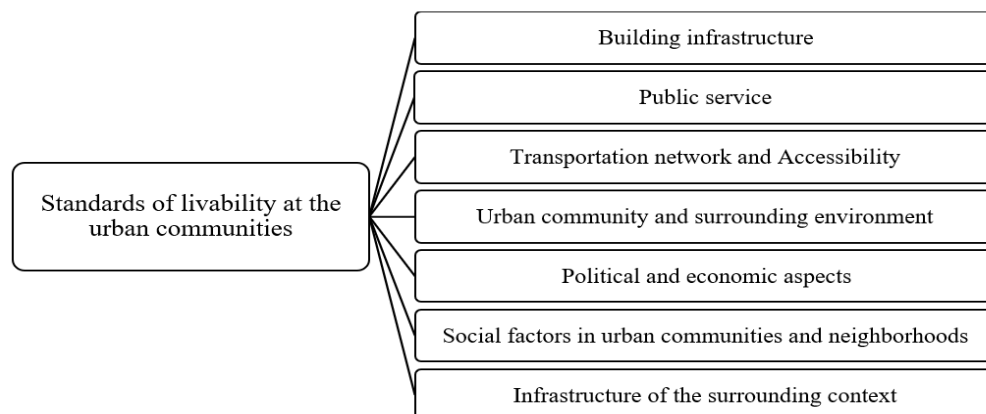 Building infrastructure
Public service
Transportation network and Accessibility
Standards of livability at the
urban communities
Urban community and surrounding environment
Political and economic aspects
Social factors in urban communities and neighborhoods
Infrastructure of the surrounding context